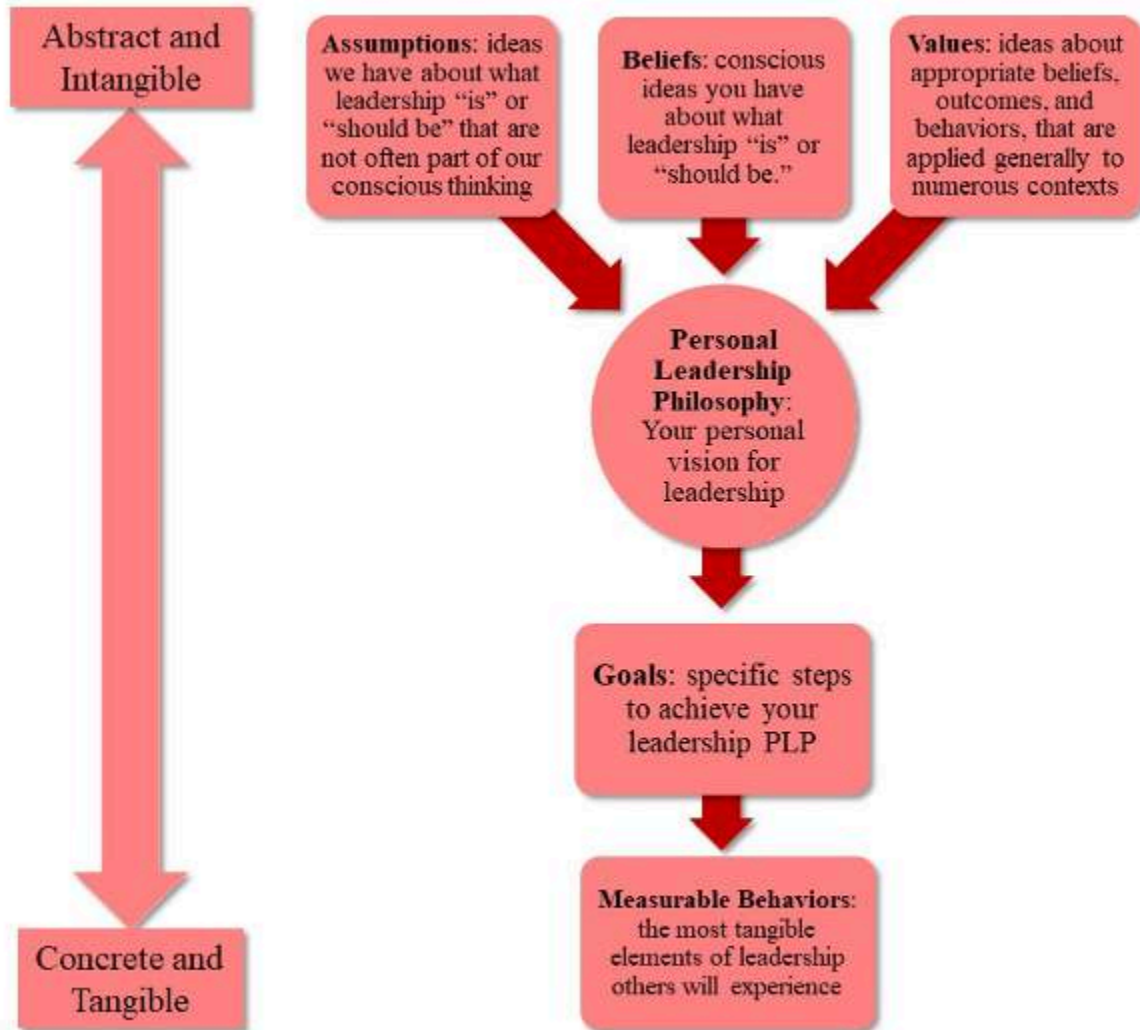 Abstract and
Intangible
Assumptions: ideas
we have about what
leadership “is” or
“should be” that are
not often part of our
conscious thinking
Beliefs: conscious
ideas you have
about what
leadership “is” or
“should be.”
Values: ideas about
appropriate beliefs,
outcomes, and
behaviors, that are
applied generally to
numerous contexts
Personal
Leadership
Philosophy:
Your personal
vision for
leadership
Goals: specific steps
to achieve your
leadership PLP
Measurable Behaviors:
the most tangible
elements of leadership
others will experience
Concrete and
Tangible